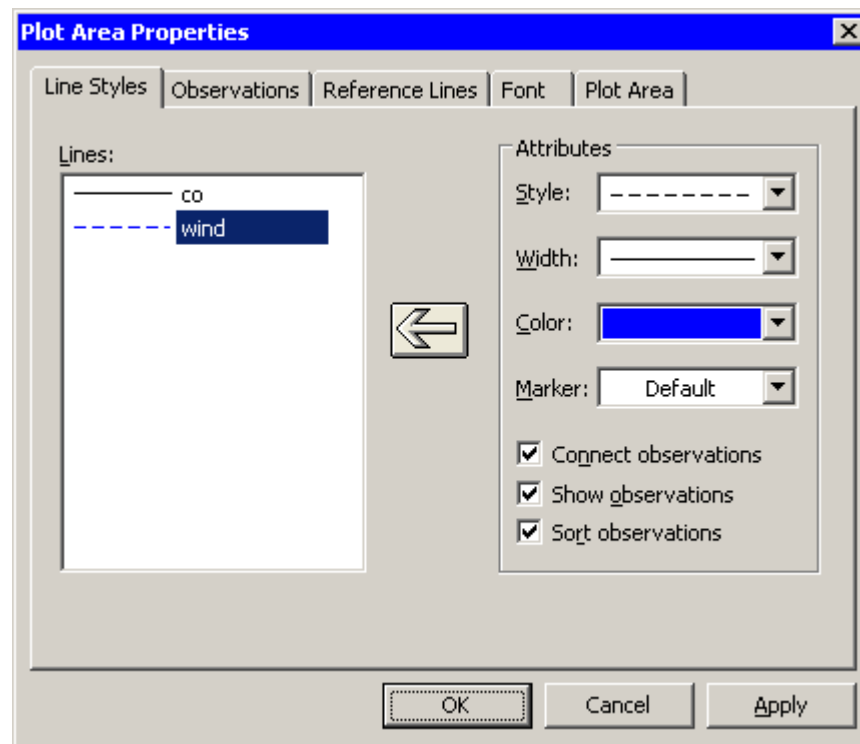 Plot Area Properties
Line Styles
Observations
Reference Lines
Font
Plot Area
Lines:
co
wind
Attributes
Style:
Width:
Color:
Marker:
Default
Connect observations
Show observations
Sort observations
OK
Cancel
Apply